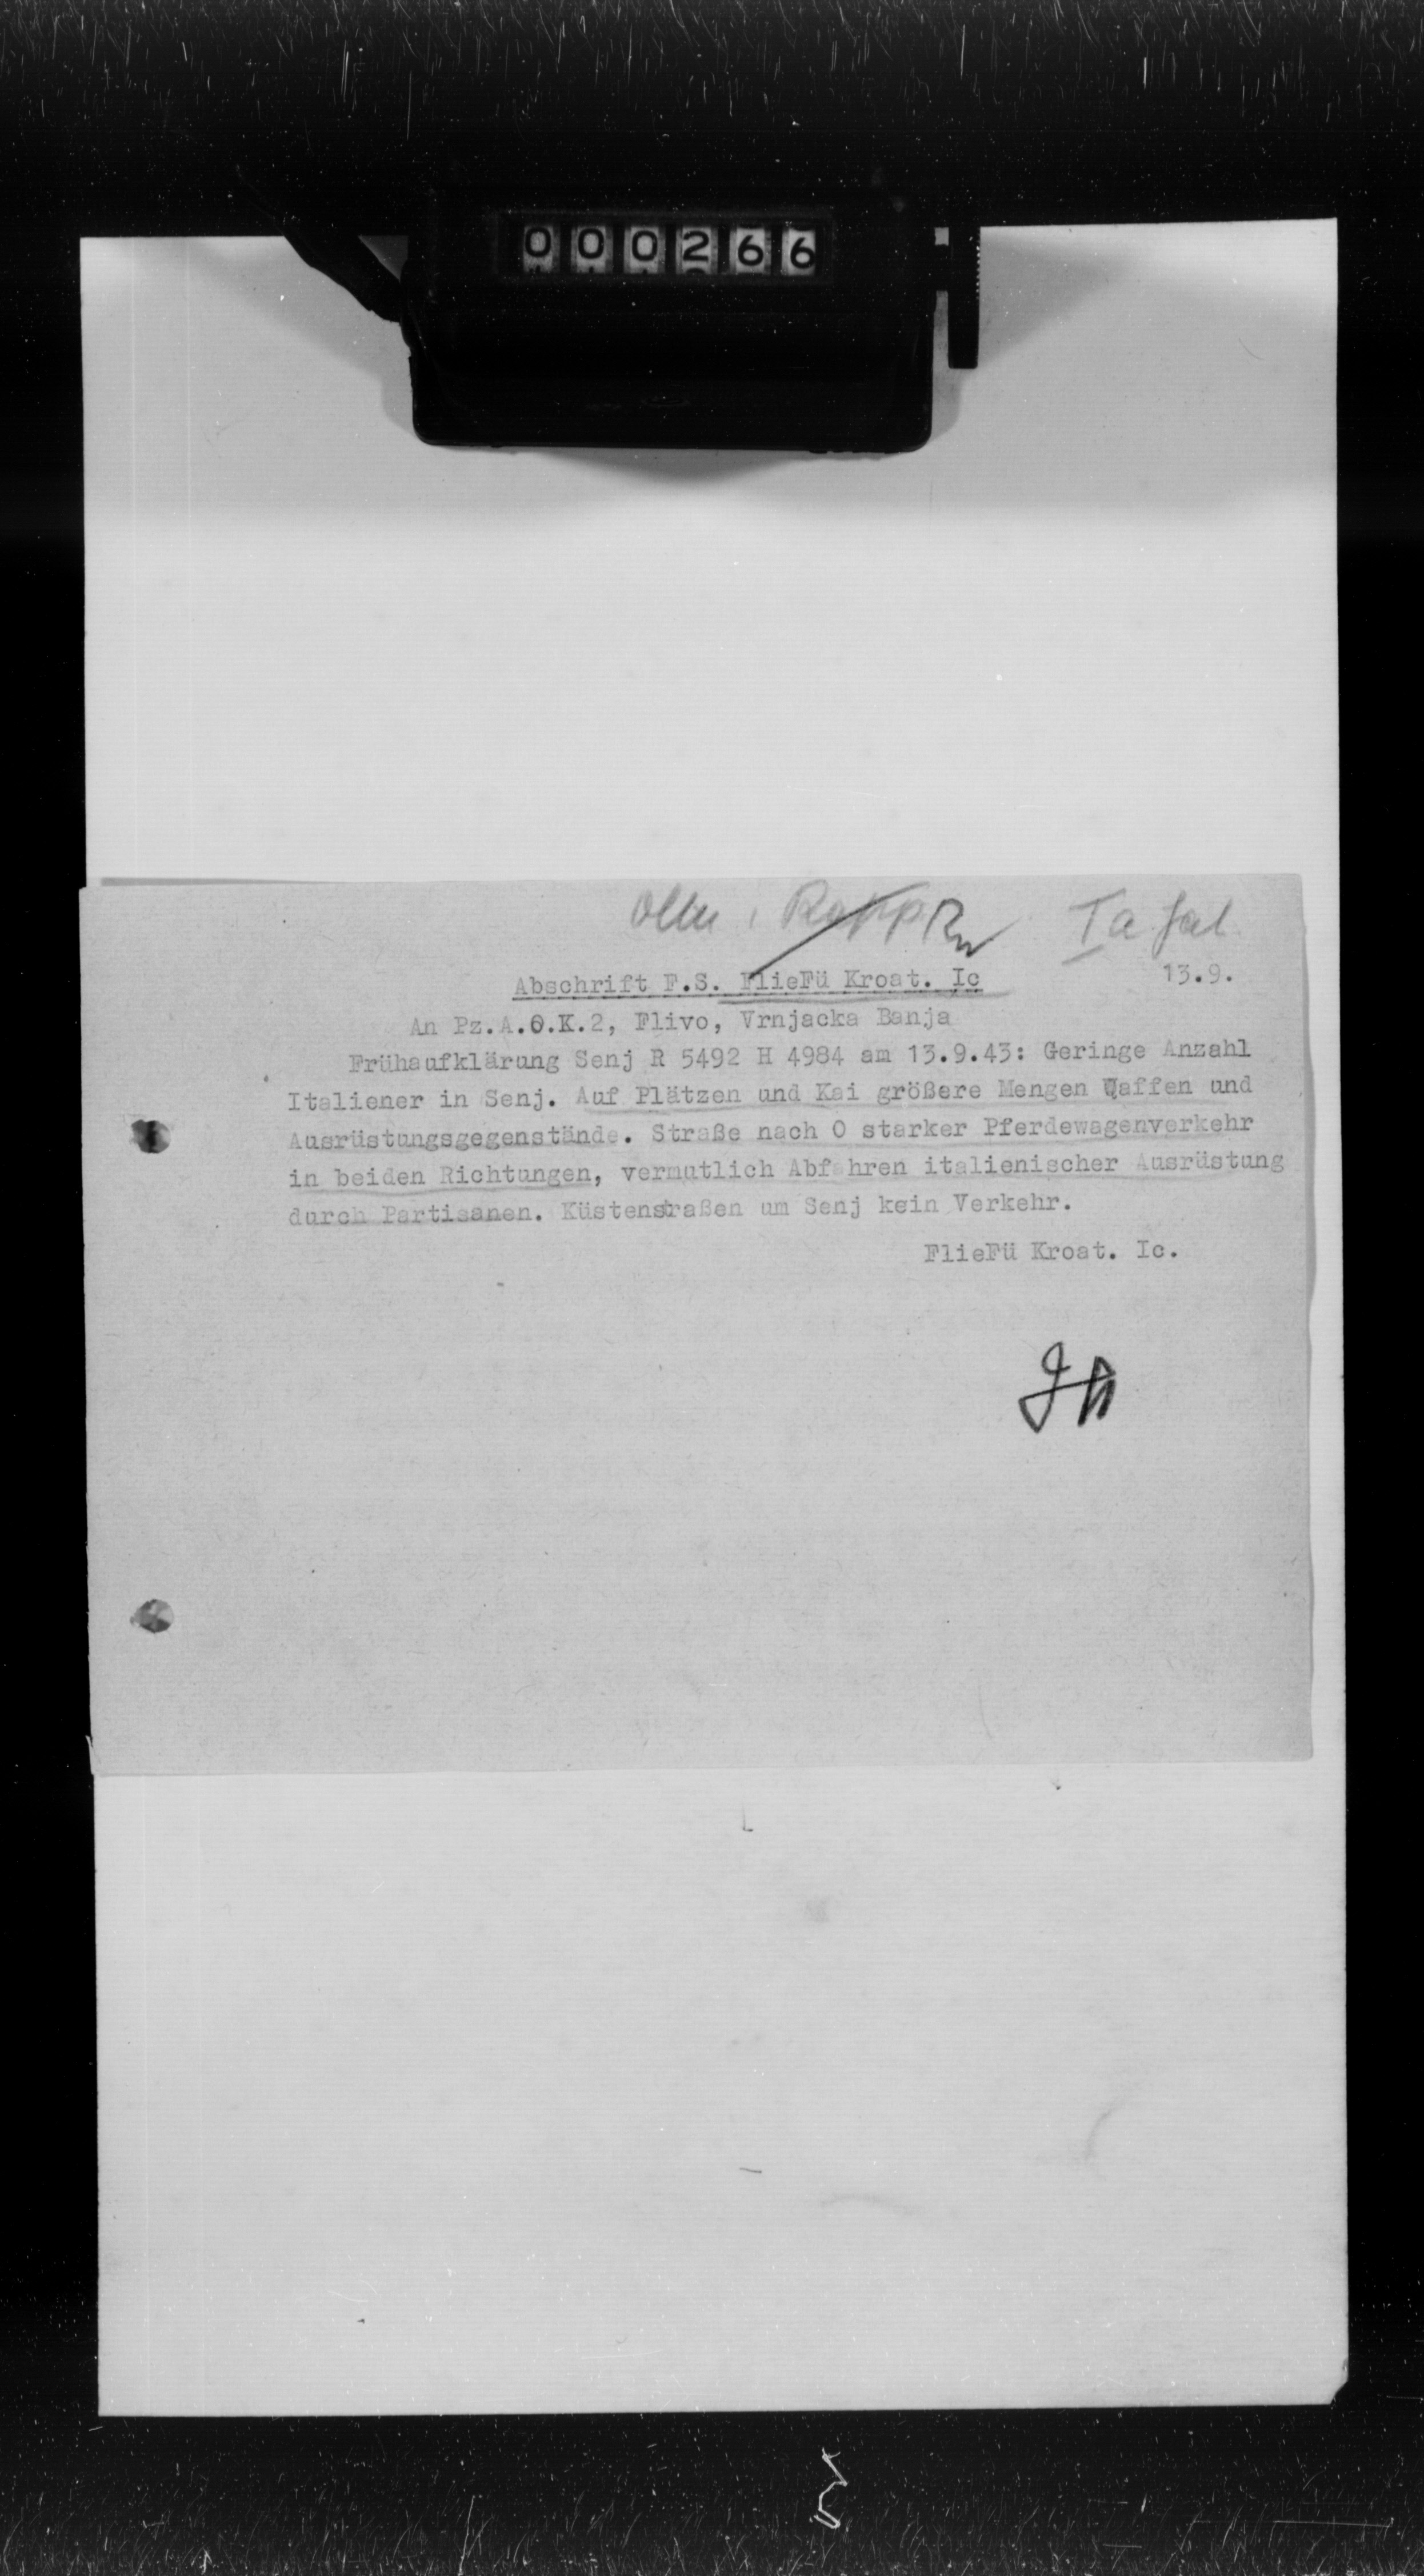 000266
Ia
Abschrift F.S. FlieFü Kroat. Ic 13.9.
An Pz.A.O.K.2, Flivo, Vrnjacka Banja
Frühaufklärung Senj R 5492 H 4984 am 13.9.43: Geringe Anzahl
Italiener in Senj. Auf Plätzen und Kai größere Mengen Waffen und
Ausrüstungsgegenstände. Straße nach O starker Pferdewagenverkehr
in beiden Richtungen, vermutlich Abfahren italienischer Ausrüstung
durch Partisanen. Küstenstraßen um Senj kein Verkehr.
FlieFü Kroat. Ic.